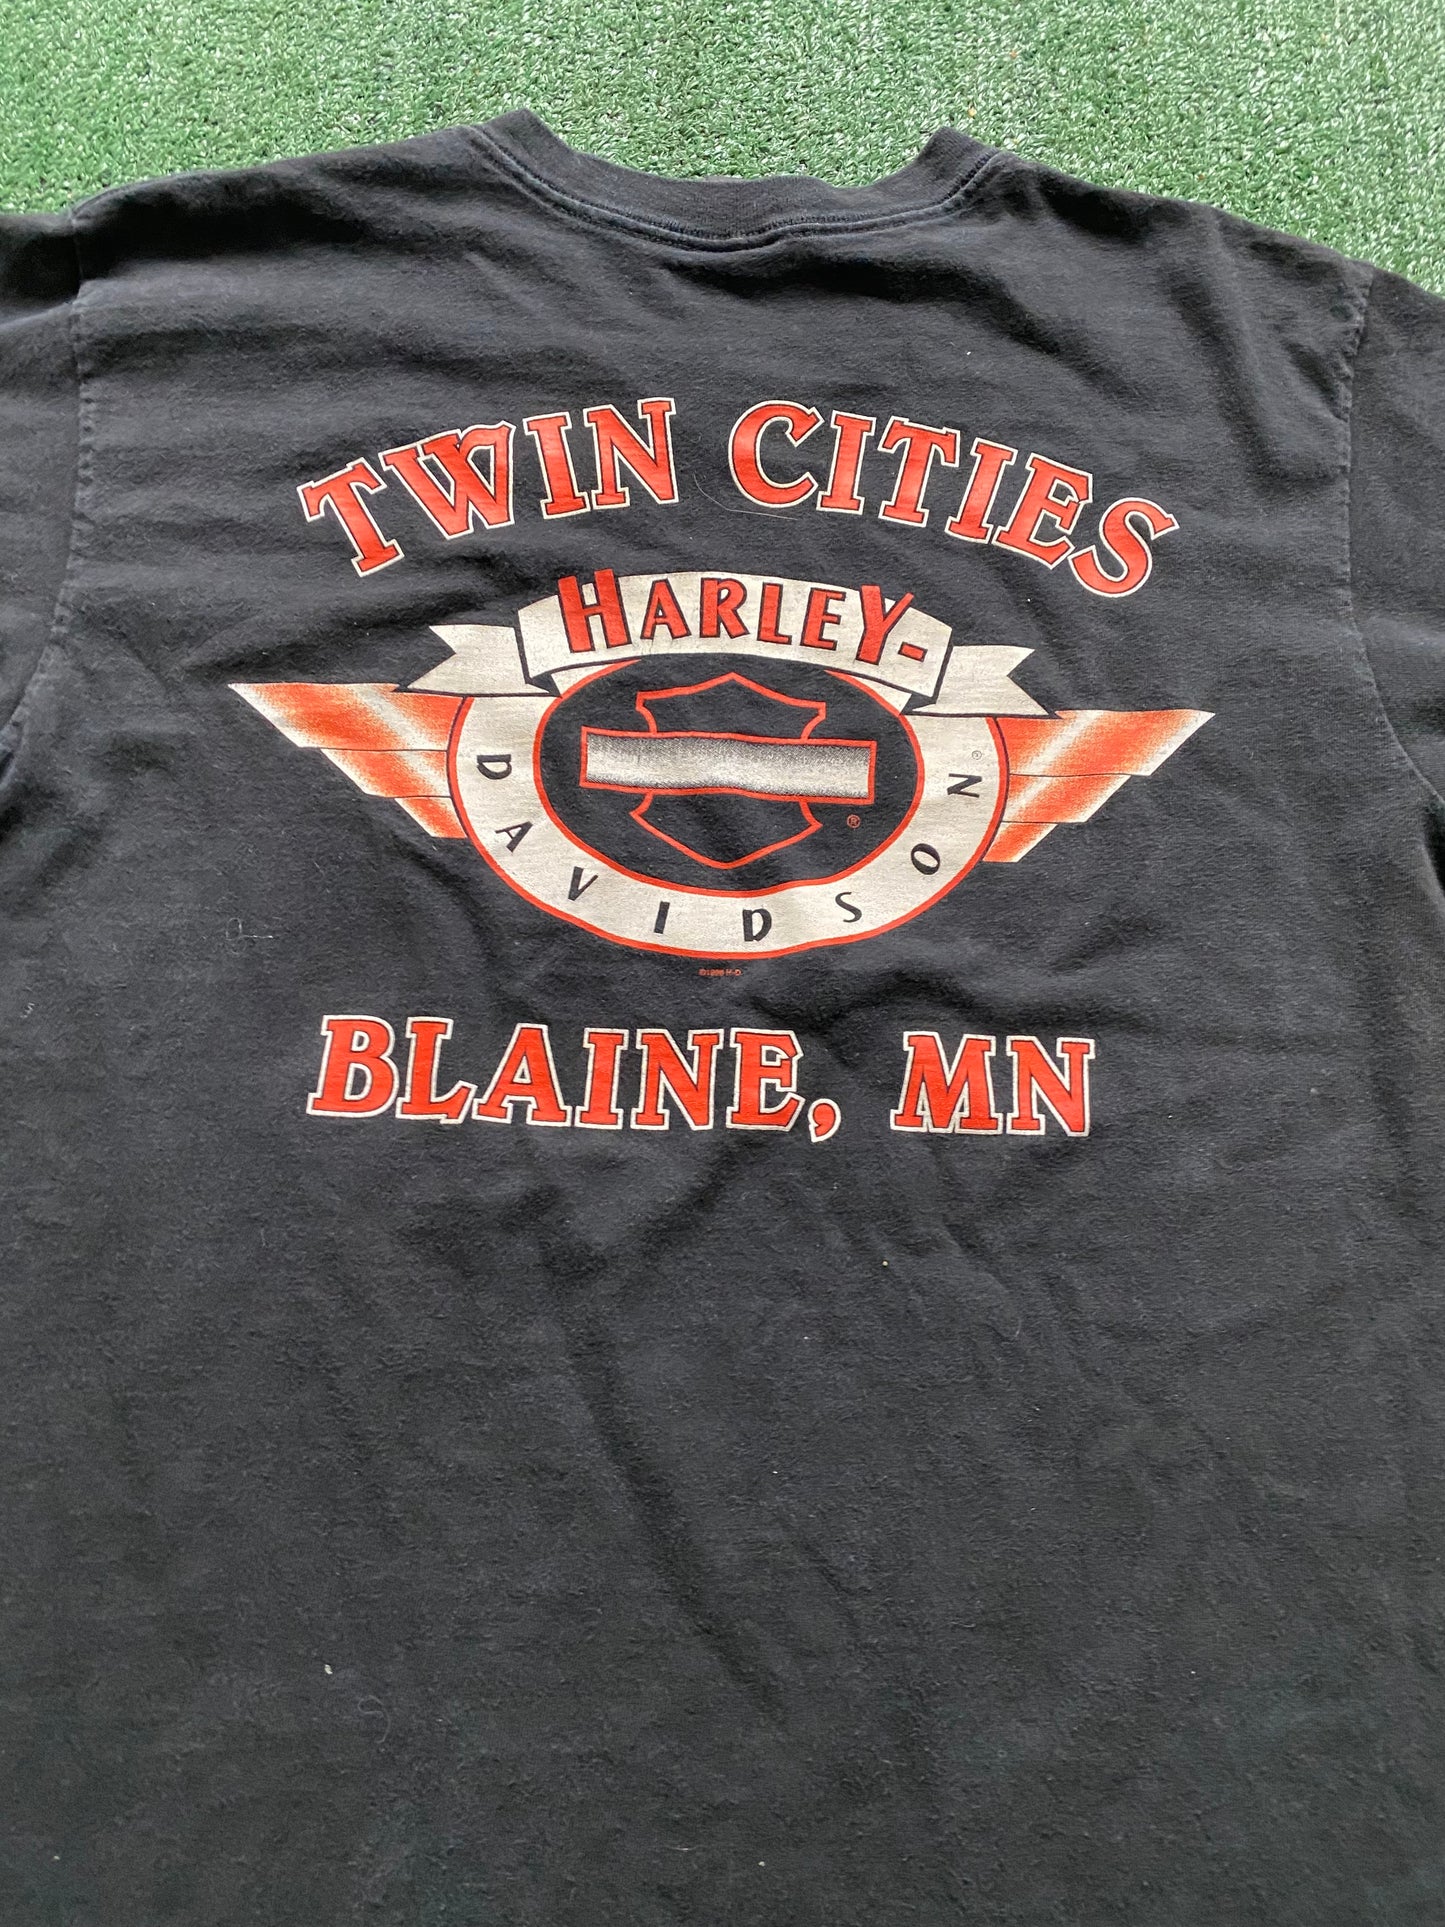 TWIN CITIES
HARLEY-
DAVIDSON ®
®
H-D
BLAINE, MN